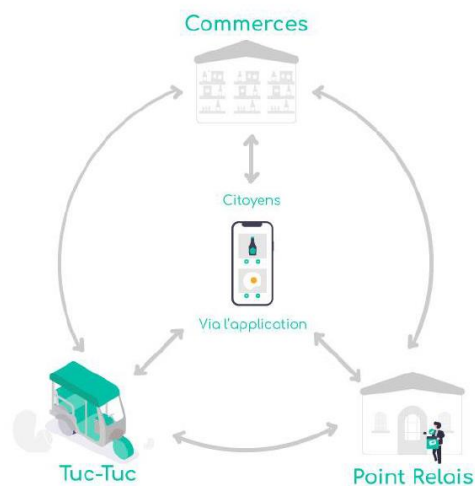 Commerces
Citoyens
Via l'application
Tuc-Tuc
Point Relais